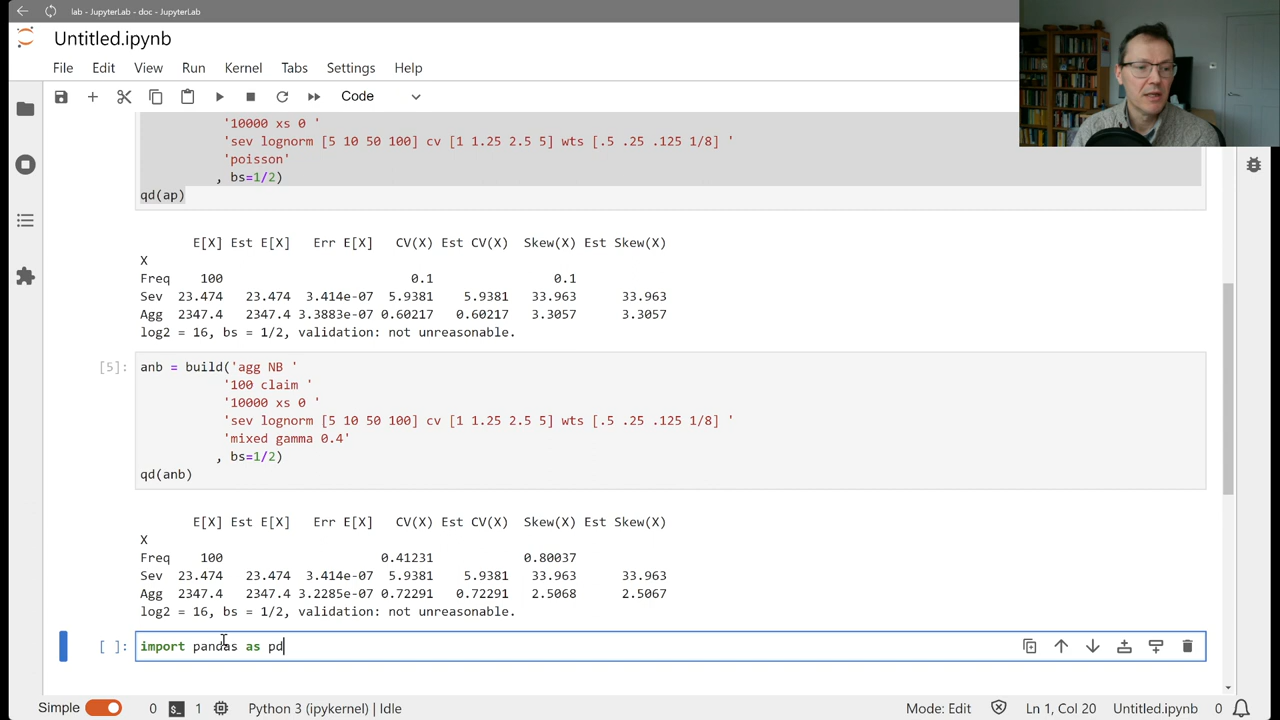 lab - JupyterLab - doc - JupyterLab
Untitled.ipynb
File Edit View Run Kernel Tabs Settings Help
Code
'10000 xs 0 '
'sev lognorm [5 10 50 100] cv [1 1.25 2.5 5] wts [.5 .25 .125 1/8] '
'poisson'
, bs=1/2)
qd(ap)
E[X] Est E[X] Err E[X] CV(X) Est CV(X) Skew(X) Est Skew(X)
X
Freq 100 0.1 0.1
Sev 23.474 23.474 3.414e-07 5.9381 5.9381 33.963 33.963
Agg 2347.4 2347.4 3.3883e-07 0.60217 0.60217 3.3057 3.3057
log2 = 16, bs = 1/2, validation: not unreasonable.
[5]: anb = build('agg NB '
'100 claim '
'10000 xs 0 '
'sev lognorm [5 10 50 100] cv [1 1.25 2.5 5] wts [.5 .25 .125 1/8] '
'mixed gamma 0.4'
, bs=1/2)
qd(anb)
E[X] Est E[X] Err E[X] CV(X) Est CV(X) Skew(X) Est Skew(X)
X
Freq 100 0.41231 0.80037
Sev 23.474 23.474 3.414e-07 5.9381 5.9381 33.963 33.963
Agg 2347.4 2347.4 3.2285e-07 0.72291 0.72291 2.5068 2.5067
log2 = 16, bs = 1/2, validation: not unreasonable.
[ ]: import pandas as pd
Simple 0 $_ 1 Python 3 (ipykernel) | Idle Mode: Edit Ln 1, Col 20 Untitled.ipynb 0